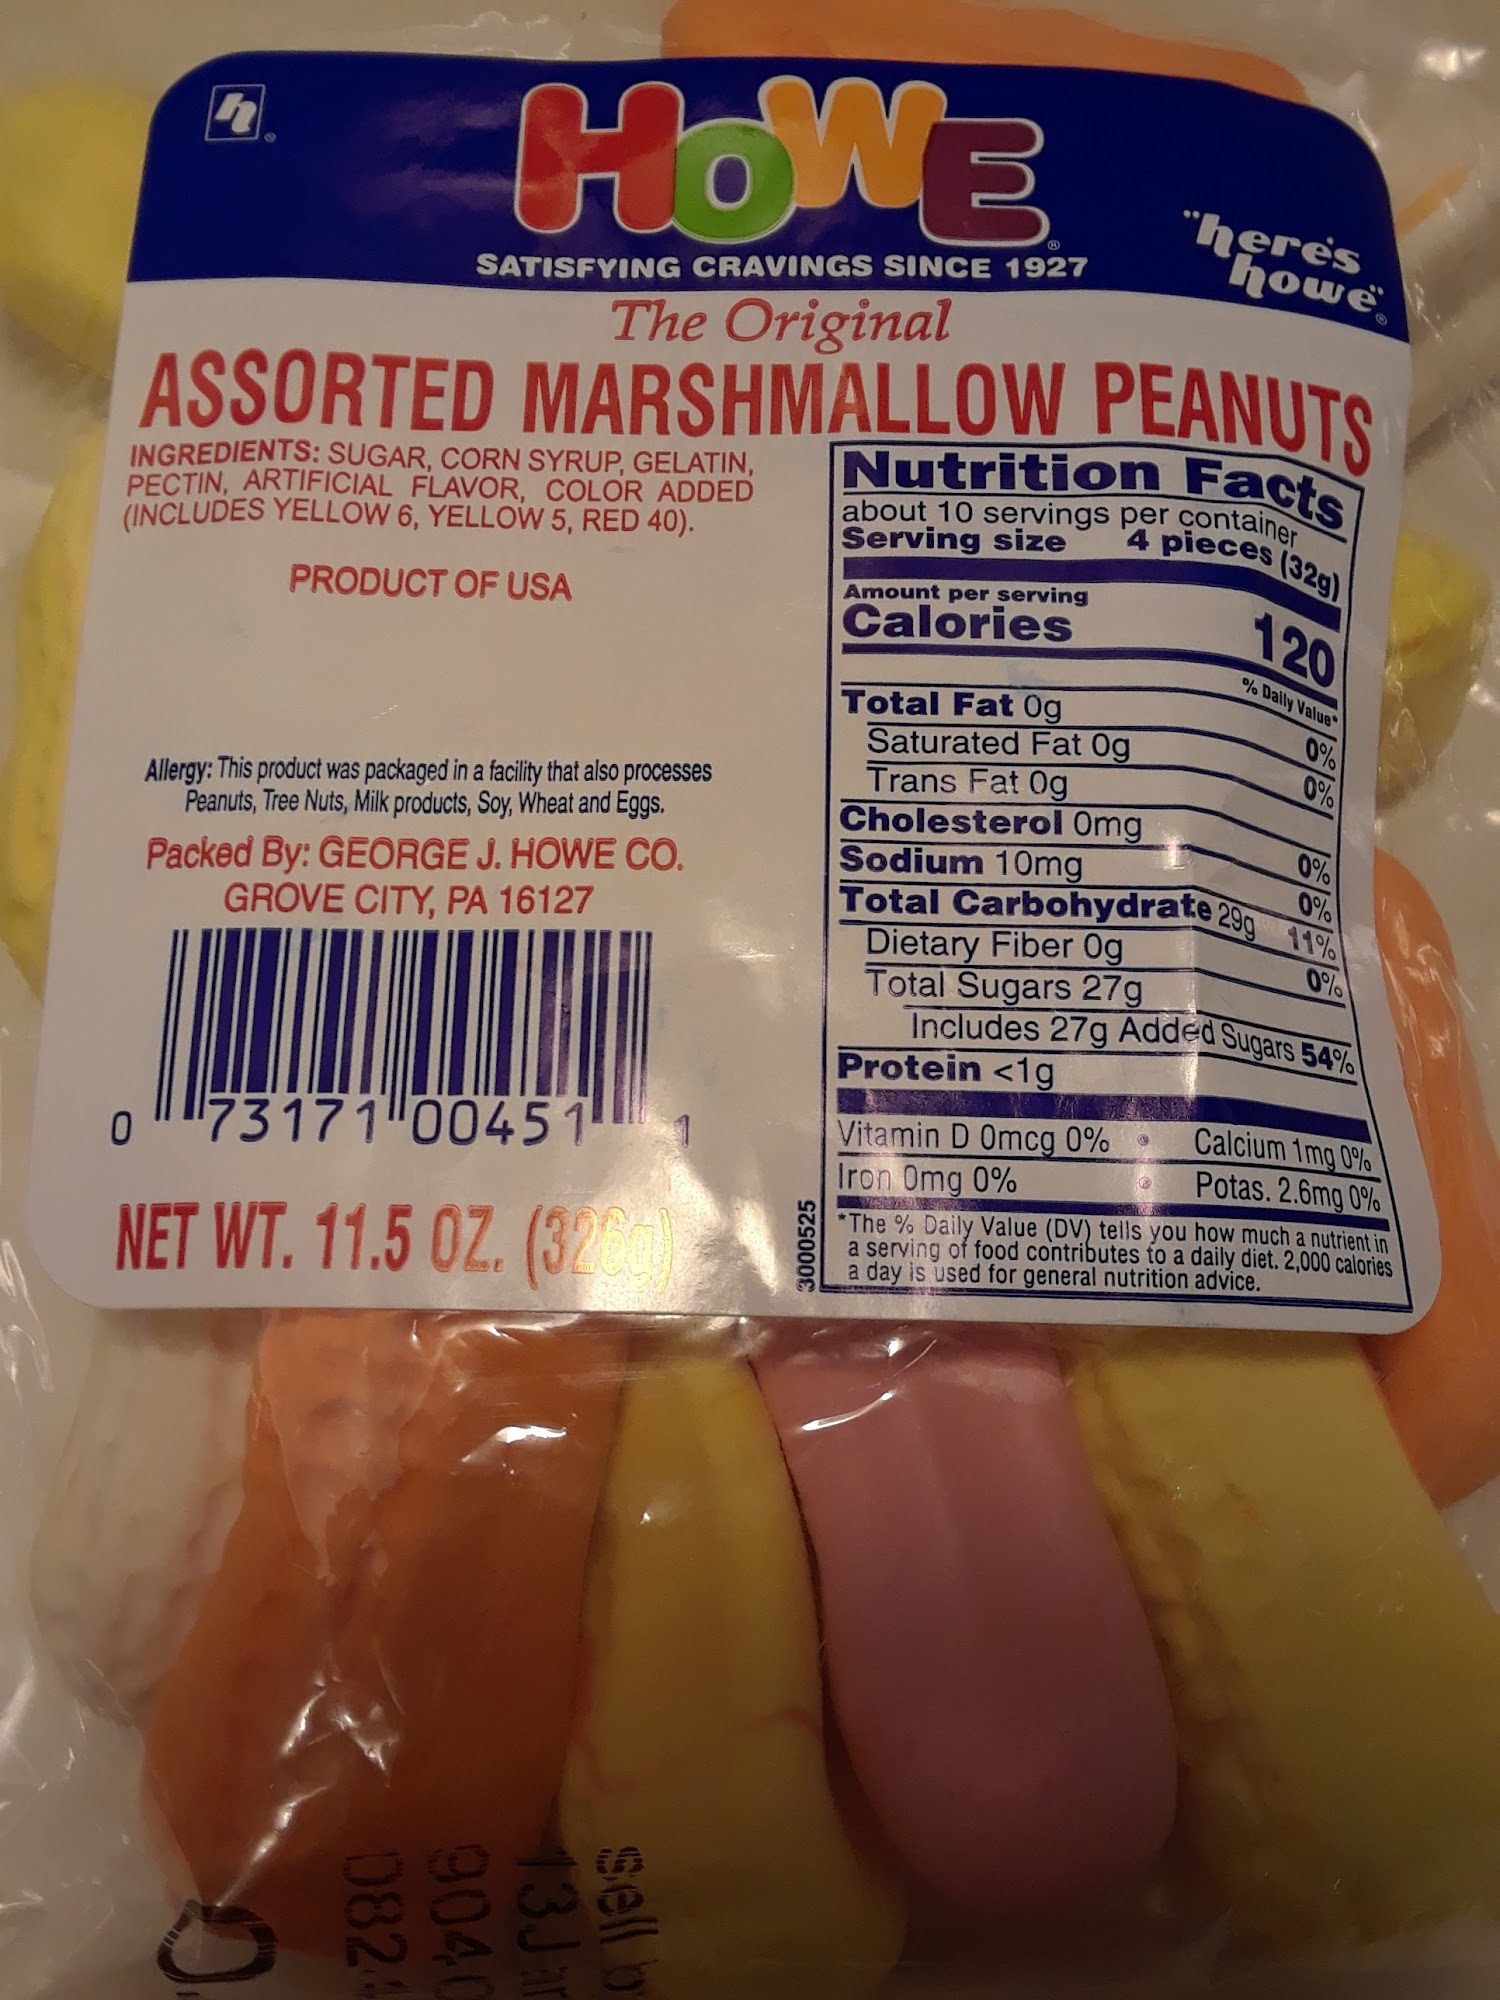 h®
HOWE®
SATISFYING CRAVINGS SINCE 1927
"here's
howe"®
The Original
ASSORTED MARSHMALLOW PEANUTS
INGREDIENTS: SUGAR, CORN SYRUP, GELATIN,
PECTIN, ARTIFICIAL FLAVOR, COLOR ADDED
(INCLUDES YELLOW 6, YELLOW 5, RED 40).
PRODUCT OF USA
Allergy: This product was packaged in a facility that also processes
Peanuts, Tree Nuts, Milk products, Soy, Wheat and Eggs.
Packed By: GEORGE J. HOWE CO.
GROVE CITY, PA 16127
0 73171 00451 1
NET WT. 11.5 OZ. (326g)
Nutrition Facts
about 10 servings per container
Serving size 4 pieces (32g)
Amount per serving
Calories 120
% Daily Value*
Total Fat 0g 0%
Saturated Fat 0g 0%
Trans Fat 0g
Cholesterol 0mg 0%
Sodium 10mg 0%
Total Carbohydrate 29g 11%
Dietary Fiber 0g 0%
Total Sugars 27g
Includes 27g Added Sugars 54%
Protein <1g
Vitamin D 0mcg 0% • Calcium 1mg 0%
Iron 0mg 0% • Potas. 2.6mg 0%
*The % Daily Value (DV) tells you how much a nutrient in
a serving of food contributes to a daily diet. 2,000 calories
a day is used for general nutrition advice.
3000525
Sell
13Jan